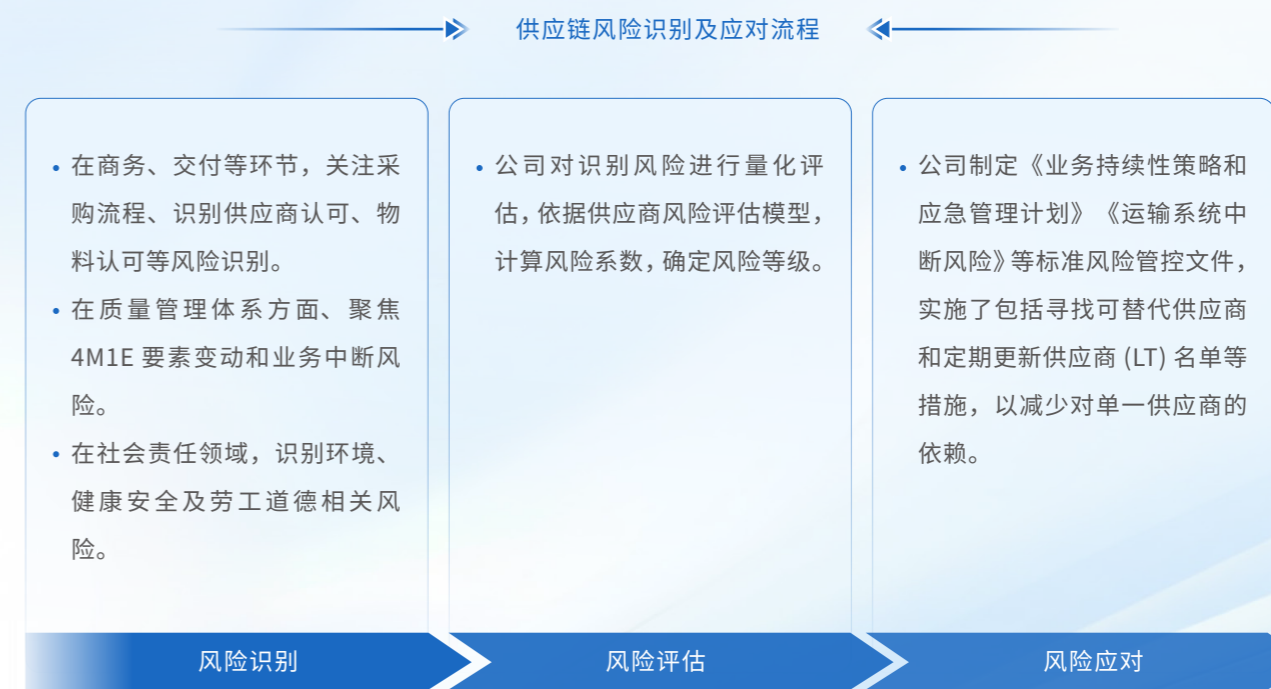 供应链风险识别及应对流程
• 在商务、交付等环节，关注采
购流程、识别供应商认可、物
料认可等风险识别。
• 在质量管理体系方面、聚焦
4M1E 要素变动和业务中断风
险。
• 在社会责任领域，识别环境、
健康安全及劳工道德相关风
险。
风险识别
• 公司对识别风险进行量化评
估，依据供应商风险评估模型，
计算风险系数，确定风险等级。
风险评估
• 公司制定《业务持续性策略和
应急管理计划》《运输系统中
断风险》等标准风险管控文件，
实施了包括寻找可替代供应商
和定期更新供应商 (LT) 名单等
措施，以减少对单一供应商的
依赖。
风险应对